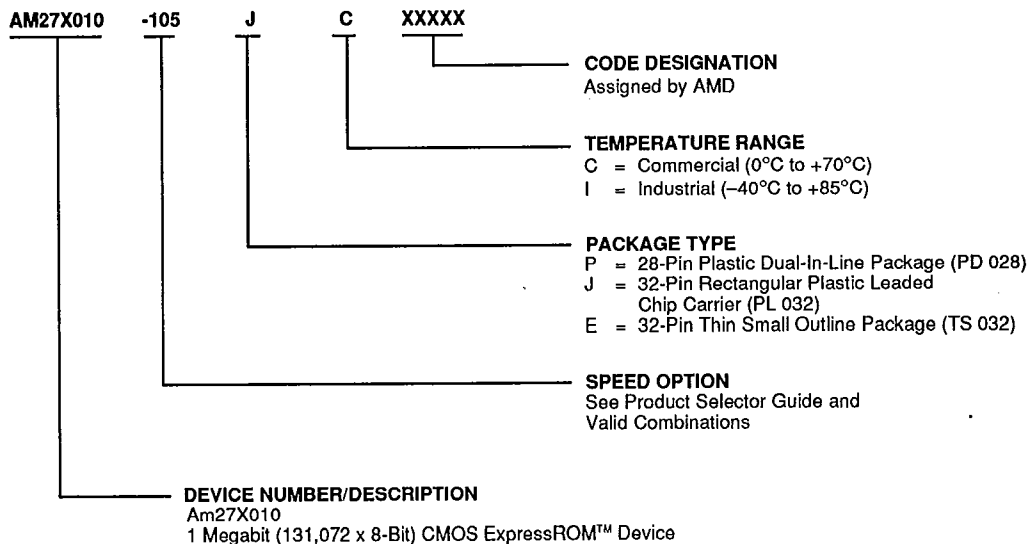 AM27X010 -105 J C XXXXX
CODE DESIGNATION
Assigned by AMD
TEMPERATURE RANGE
C = Commercial (0°C to +70°C)
I = Industrial (–40°C to +85°C)
PACKAGE TYPE
P = 28-Pin Plastic Dual-In-Line Package (PD 028)
J = 32-Pin Rectangular Plastic Leaded
Chip Carrier (PL 032)
E = 32-Pin Thin Small Outline Package (TS 032)
SPEED OPTION
See Product Selector Guide and
Valid Combinations
DEVICE NUMBER/DESCRIPTION
Am27X010
1 Megabit (131,072 x 8-Bit) CMOS ExpressROM™ Device